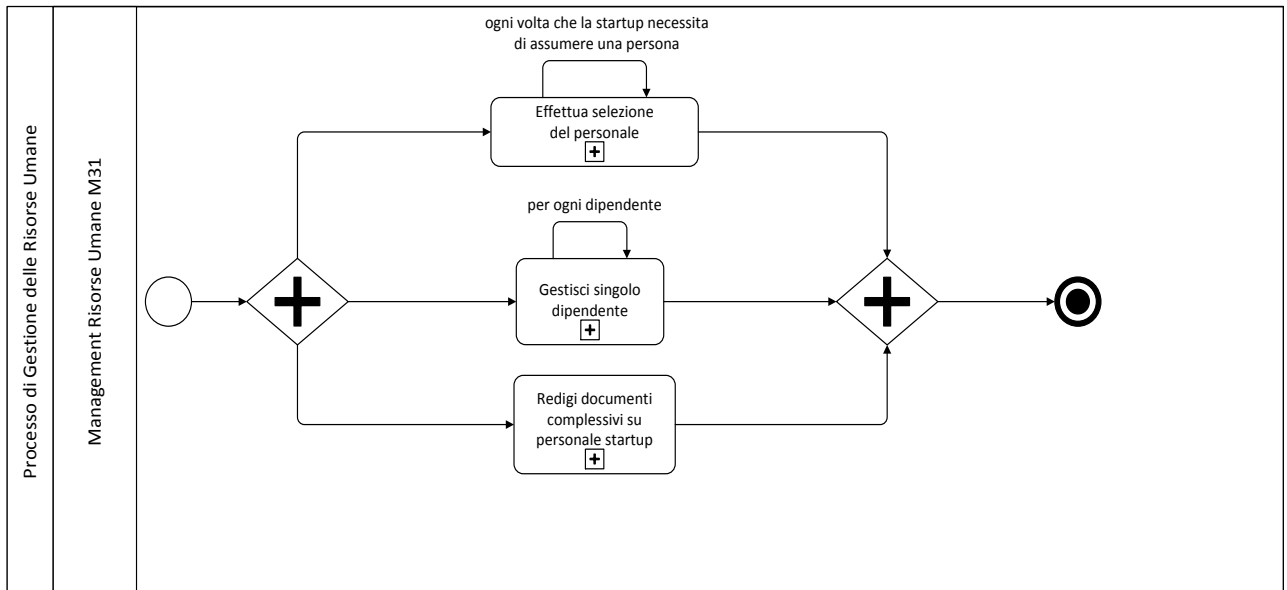 Processo di Gestione delle Risorse Umane
Management Risorse Umane M31
ogni volta che la startup necessita
di assumere una persona
Effettua selezione
del personale
per ogni dipendente
Gestisci singolo
dipendente
Redigi documenti
complessivi su
personale startup